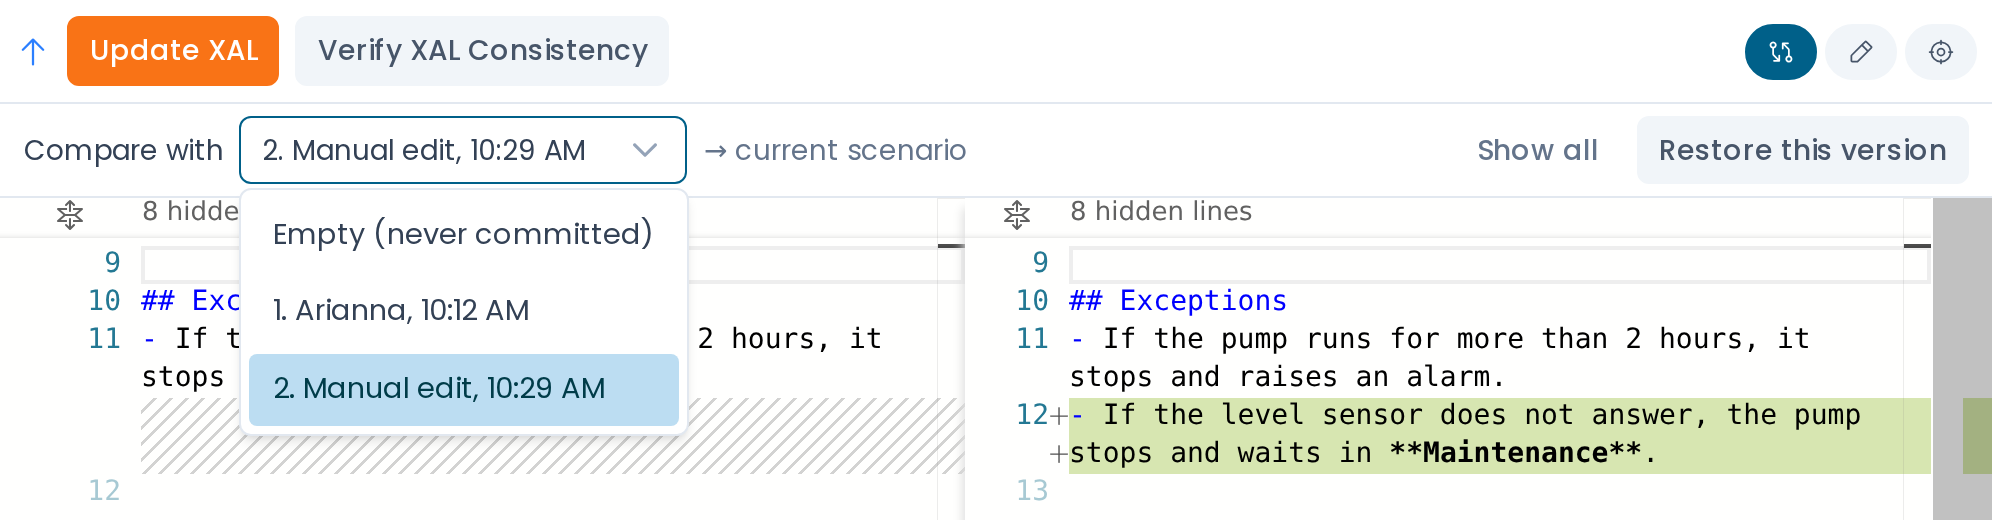 Update XAL
Verify XAL Consistency
Compare with
2. Manual edit, 10:29 AM
→ current scenario
Show all
Restore this version
Empty (never committed)
1. Arianna, 10:12 AM
2. Manual edit, 10:29 AM
8 hidde
9
10 ## Exc
11 - If t 2 hours, it
stops
12
8 hidden lines
9
10 ## Exceptions
11 - If the pump runs for more than 2 hours, it
stops and raises an alarm.
12+- If the level sensor does not answer, the pump
+stops and waits in **Maintenance**.
13